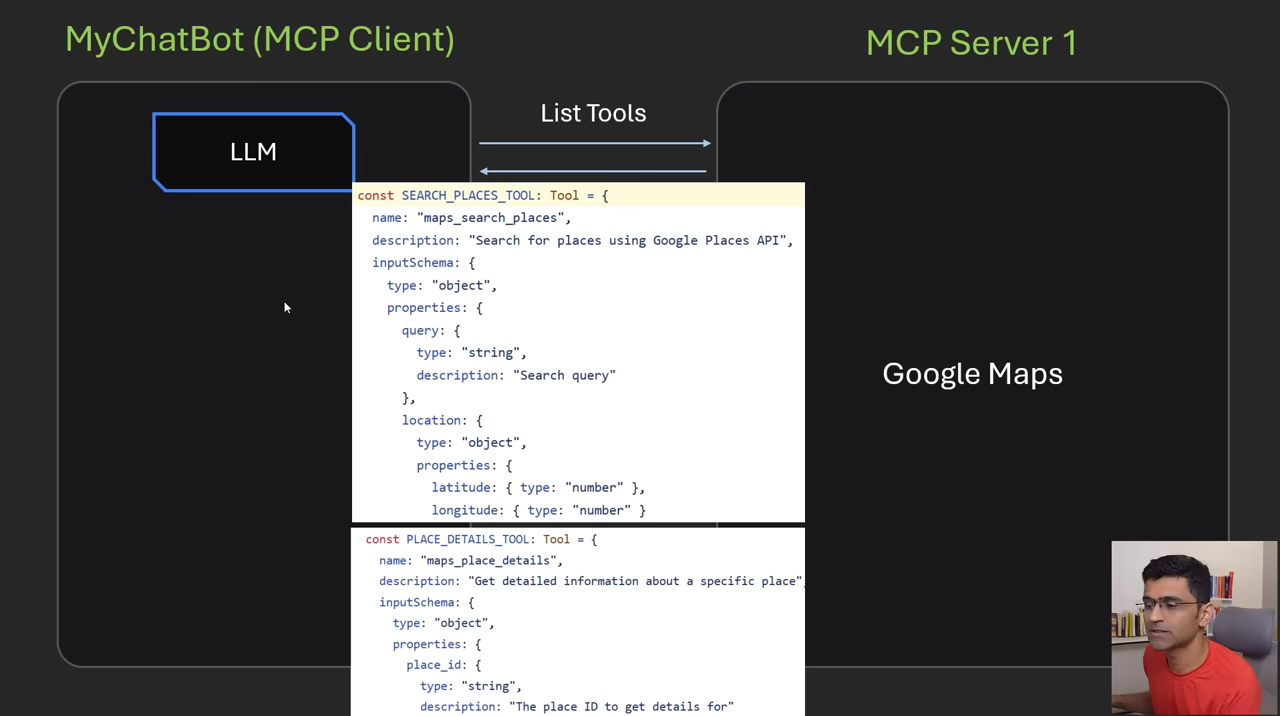 MyChatBot (MCP Client)
MCP Server 1
LLM
List Tools
const SEARCH_PLACES_TOOL: Tool = {
name: "maps_search_places",
description: "Search for places using Google Places API",
inputSchema: {
type: "object",
properties: {
query: {
type: "string",
description: "Search query"
},
location: {
type: "object",
properties: {
latitude: { type: "number" },
longitude: { type: "number" }
const PLACE_DETAILS_TOOL: Tool = {
name: "maps_place_details",
description: "Get detailed information about a specific place",
inputSchema: {
type: "object",
properties: {
place_id: {
type: "string",
description: "The place ID to get details for"
Google Maps